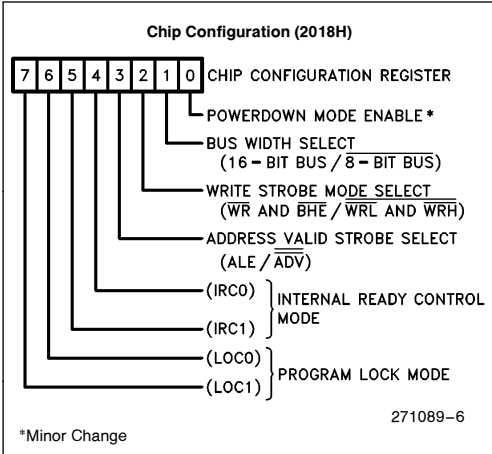 Chip Configuration (2018H)
7 6 5 4 3 2 1 0 CHIP CONFIGURATION REGISTER
POWERDOWN MODE ENABLE*
BUS WIDTH SELECT
(16-BIT BUS / 8-BIT BUS)
WRITE STROBE MODE SELECT
(WR AND BHE / WRL AND WRH)
ADDRESS VALID STROBE SELECT
(ALE / ADV)
(IRC0)
(IRC1)
INTERNAL READY CONTROL
MODE
(LOC0)
(LOC1)
PROGRAM LOCK MODE
271089-6
*Minor Change